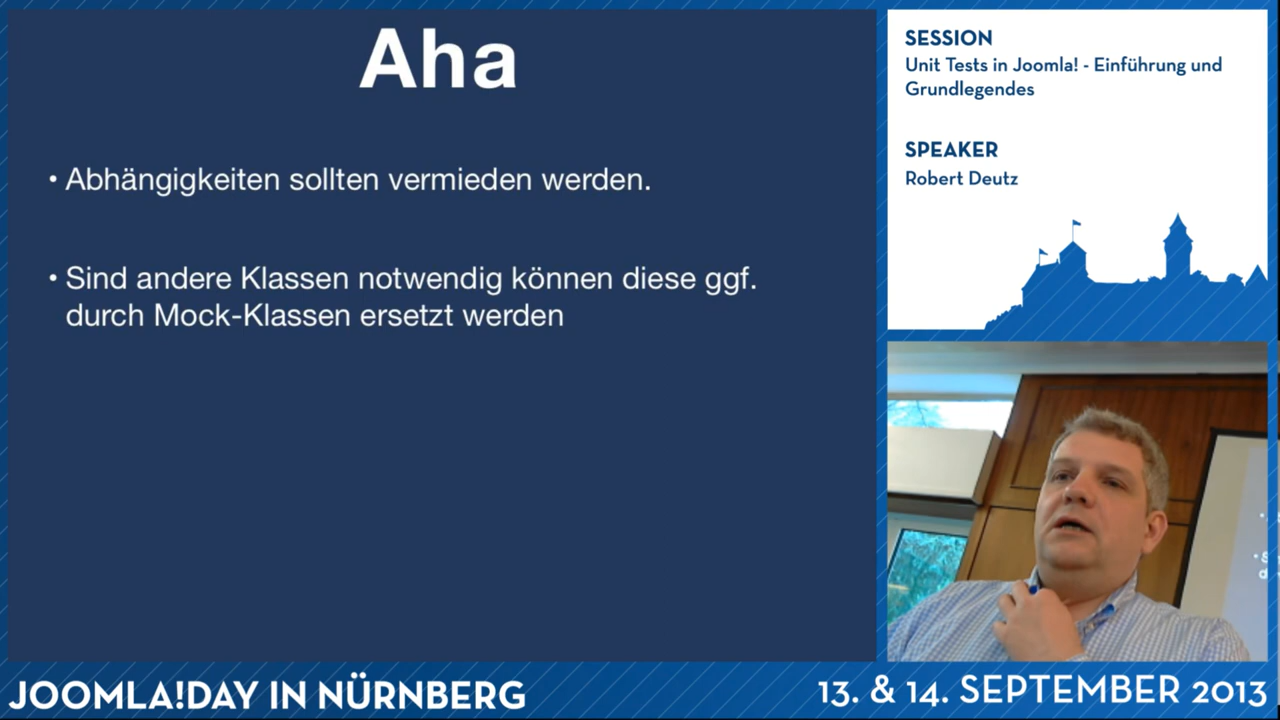 Aha
• Abhängigkeiten sollten vermieden werden.
• Sind andere Klassen notwendig können diese ggf.
durch Mock-Klassen ersetzt werden
SESSION
Unit Tests in Joomla! - Einführung und
Grundlegendes
SPEAKER
Robert Deutz
JOOMLA!DAY IN NÜRNBERG
13. & 14. SEPTEMBER 2013